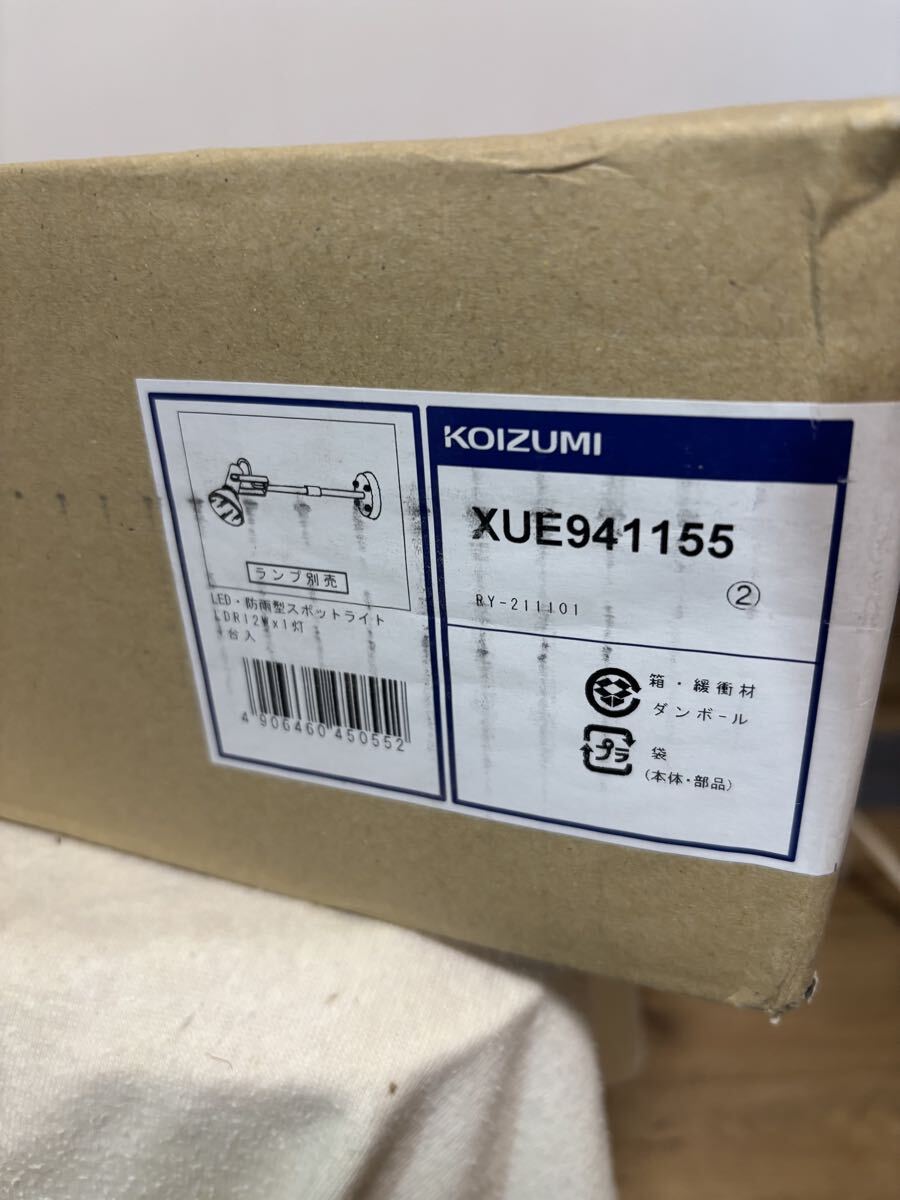 ランプ別売
LED・防雨型スポットライト
LDR12W x1灯
1台入
4 906460 450552
KOIZUMI
XUE941155
②
RY-211101
箱・緩衝材
ダンボール
プラ
袋
(本体・部品)